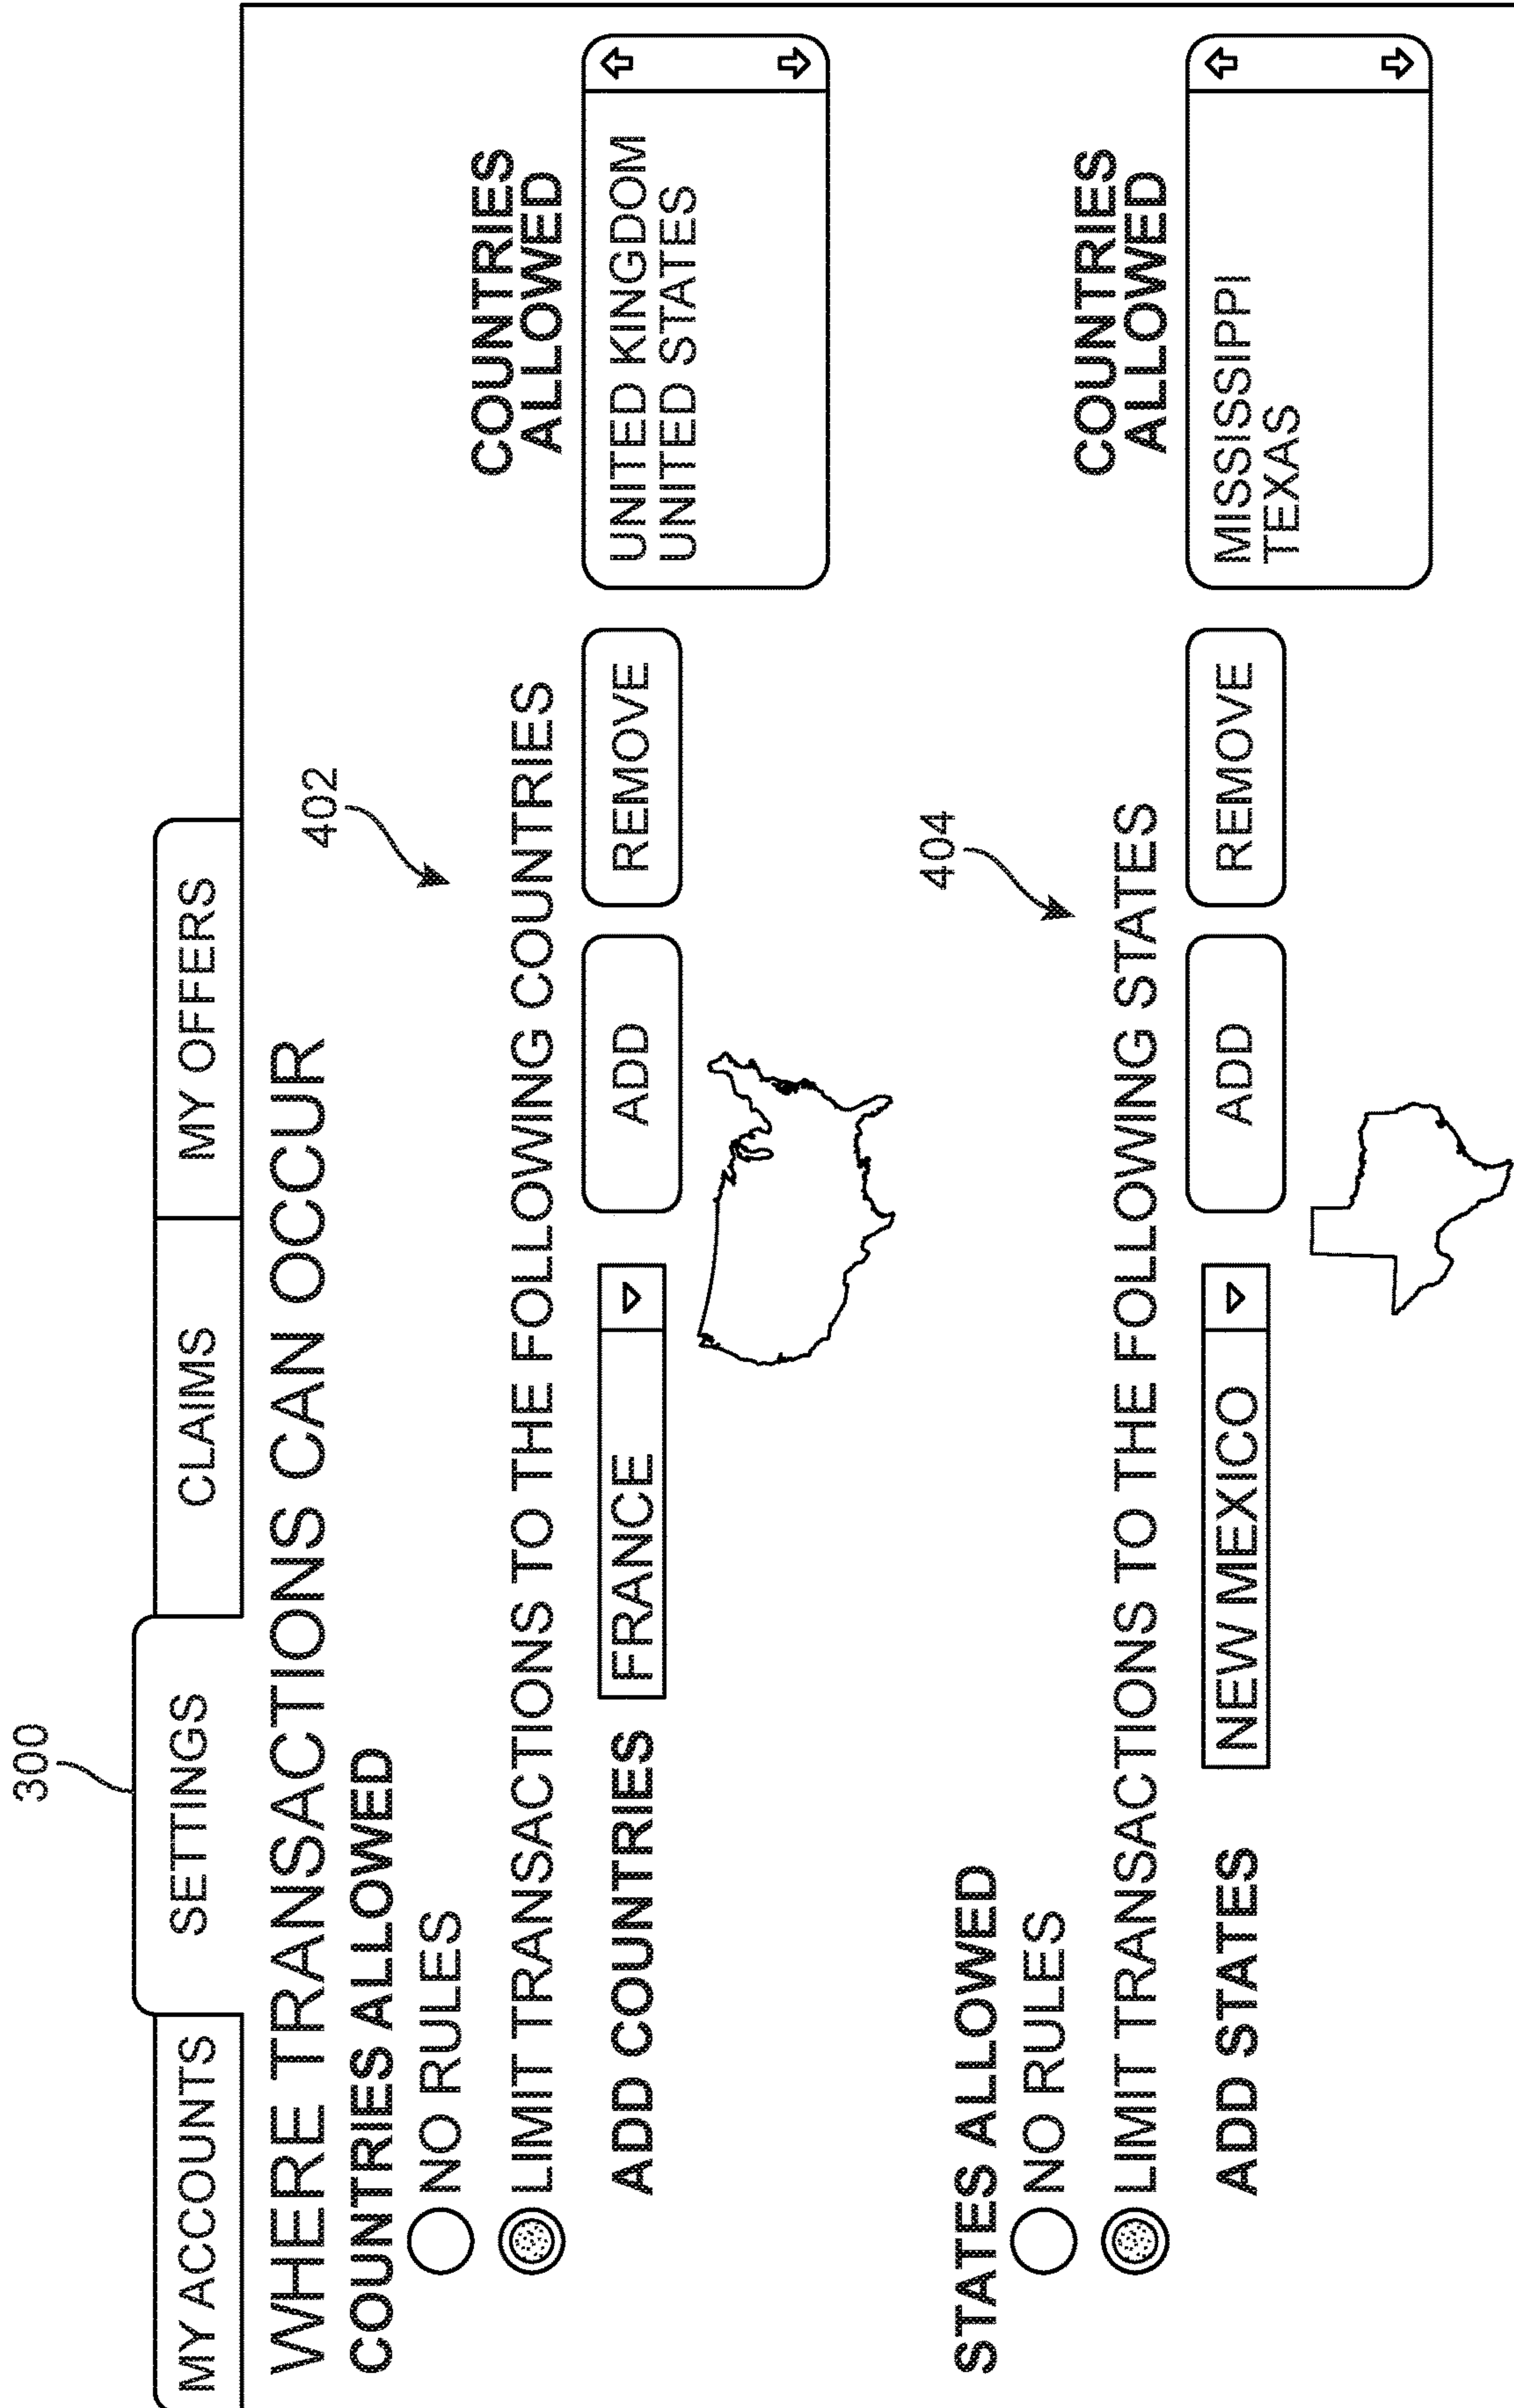 300
MY ACCOUNTS
SETTINGS
CLAIMS
MY OFFERS
WHERE TRANSACTIONS CAN OCCUR
COUNTRIES ALLOWED
402
NO RULES
LIMIT TRANSACTIONS TO THE FOLLOWING COUNTRIES
COUNTRIES
ALLOWED
ADD COUNTRIES
FRANCE
ADD
REMOVE
UNITED KINGDOM
UNITED STATES
STATES ALLOWED
404
NO RULES
LIMIT TRANSACTIONS TO THE FOLLOWING STATES
COUNTRIES
ALLOWED
ADD STATES
NEW MEXICO
ADD
REMOVE
MISSISSIPPI
TEXAS